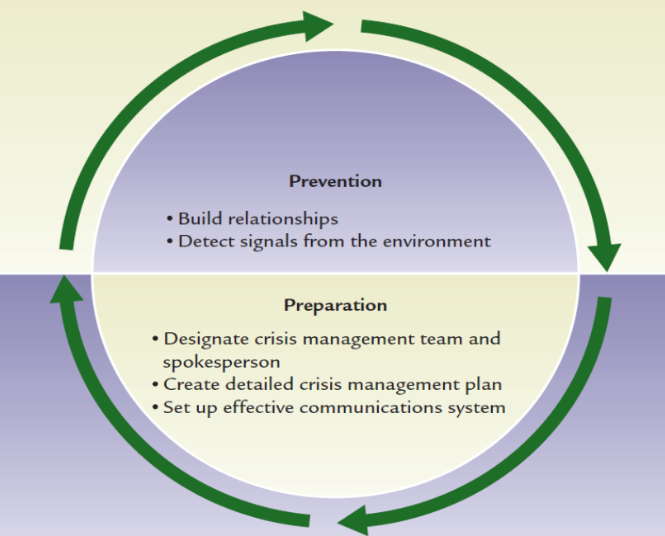 Prevention
• Build relationships
• Detect signals from the environment
Preparation
• Designate crisis management team and
spokesperson
• Create detailed crisis management plan
• Set up effective communications system